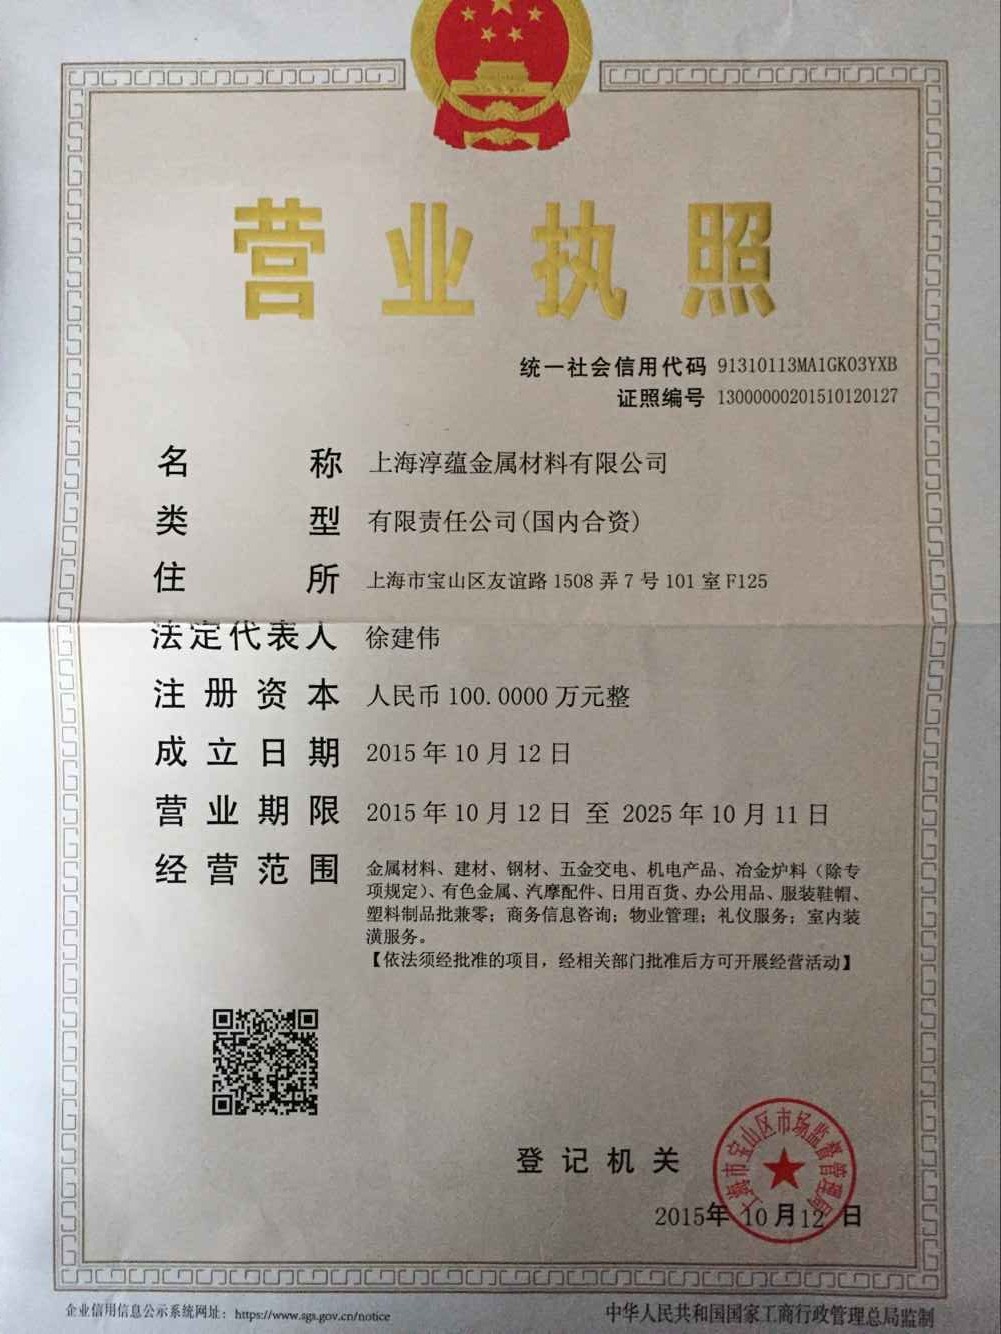 营业执照
统一社会信用代码 91310113MA1GK03YXB
证照编号 13000000201510120127
名称 上海淳蕴金属材料有限公司
类型 有限责任公司(国内合资)
住所 上海市宝山区友谊路1508弄7号101室F125
法定代表人 徐建伟
注册资本 人民币100.0000万元整
成立日期 2015年10月12日
营业期限 2015年10月12日 至 2025年10月11日
经营范围 金属材料、建材、钢材、五金交电、机电产品、冶金炉料（除专
项规定）、有色金属、汽摩配件、日用百货、办公用品、服装鞋帽、
塑料制品批兼零；商务信息咨询；物业管理；礼仪服务；室内装
潢服务。
【依法须经批准的项目，经相关部门批准后方可开展经营活动】
登记机关
上海市宝山区市场监督管理局
2015年10月12日
企业信用信息公示系统网址：https://www.sgs.gov.cn/notice
中华人民共和国国家工商行政管理总局监制